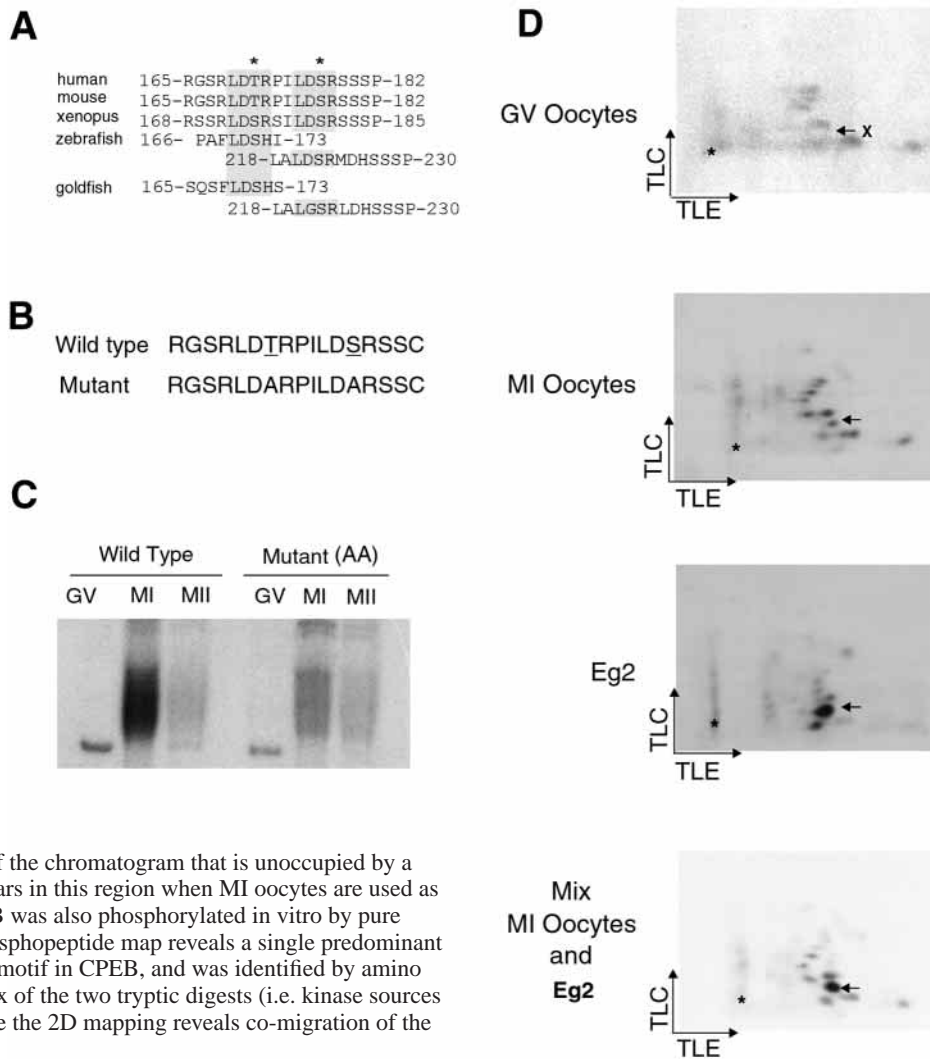 A
* *
human 165-RGSRLDTRPILDSRSSSP-182
mouse 165-RGSRLDTRPILDSRSSSP-182
xenopus 168-RLSRLDSRSILDSRSSSP-185
zebrafish 166- PAFLDSHI-173
218-LALDSRMDHSSSP-230
goldfish 165-SQSFLDSHS-173
218-LALGSRLDHSSSP-230
B
Wild type RGSRLDTRPILDSRSSC
Mutant RGSRLDARPILDARSSC
C
Wild Type Mutant (AA)
GV MI MII GV MI MII
f the chromatogram that is unoccupied by a
ars in this region when MI oocytes are used as
B was also phosphorylated in vitro by pure
sphopeptide map reveals a single predominant
motif in CPEB, and was identified by amino
x of the two tryptic digests (i.e. kinase sources
e the 2D mapping reveals co-migration of the
D
GV Oocytes
X
*
TLC
TLE
MI Oocytes
*
TLC
TLE
Eg2
*
TLC
TLE
Mix
MI Oocytes
and
Eg2
*
TLC
TLE